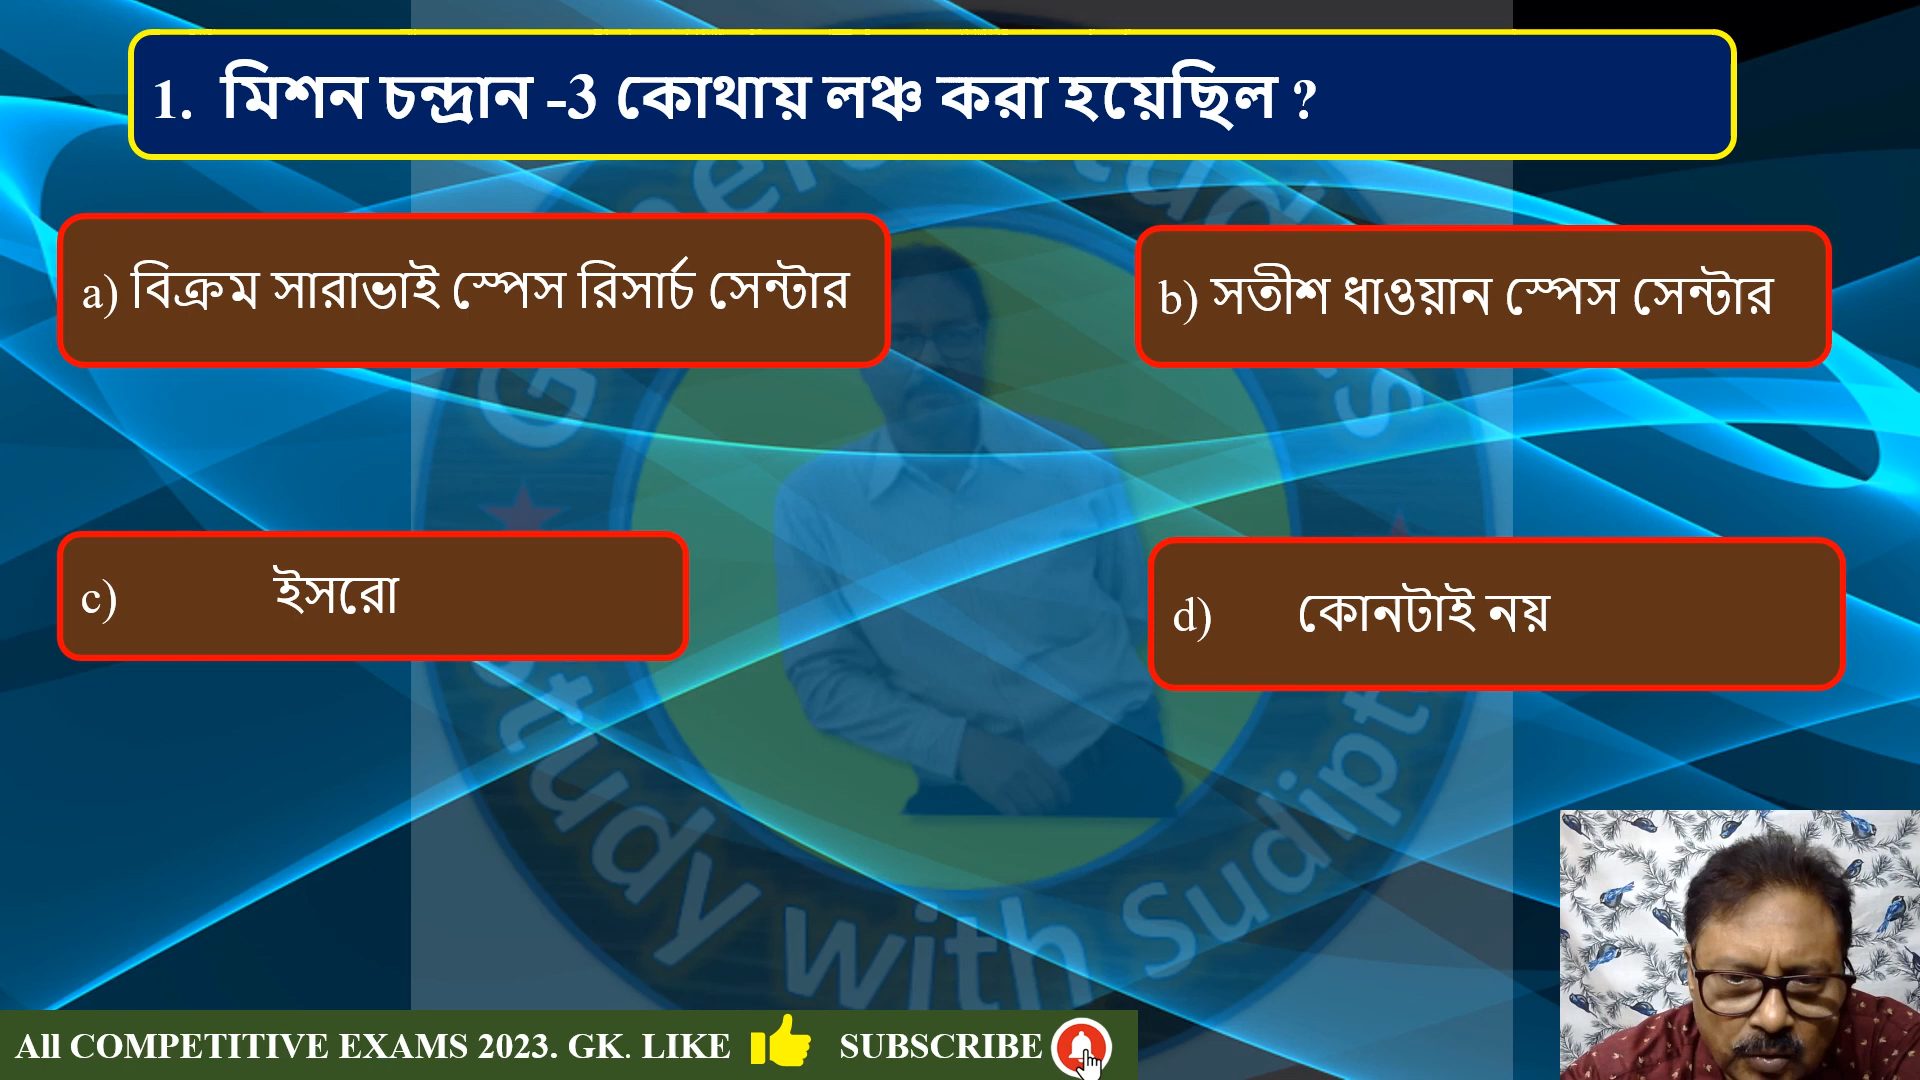 1. মিশন চন্দ্রান -3 কোথায় লঞ্চ করা হয়েছিল ?
a) বিক্রম সারাভাই স্পেস রিসার্চ সেন্টার
b) সতীশ ধাওয়ান স্পেস সেন্টার
c) ইসরো
d) কোনটাই নয়
Study with Sudipt
All COMPETITIVE EXAMS 2023. GK. LIKE SUBSCRIBE